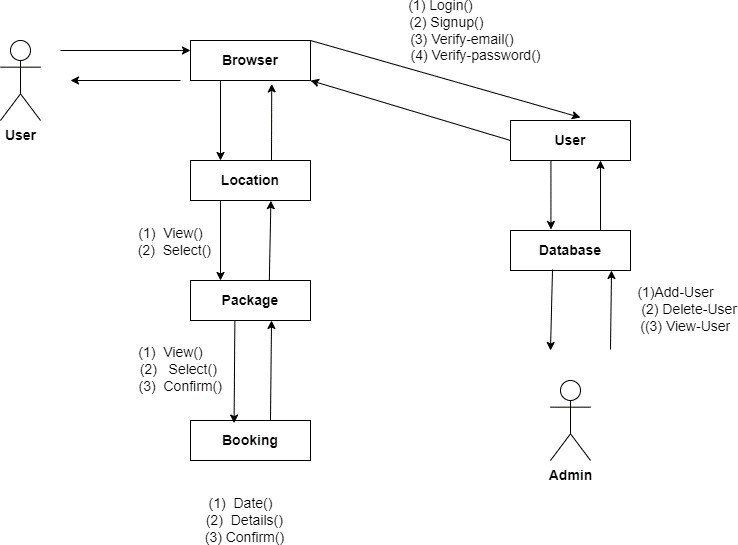 (1) Login()
(2) Signup()
(3) Verify-email()
(4) Verify-password()
Browser
User
User
Location
(1) View()
(2) Select()
Database
Package
(1)Add-User
(2) Delete-User
((3) View-User
(1) View()
(2) Select()
(3) Confirm()
Booking
Admin
(1) Date()
(2) Details()
(3) Confirm()